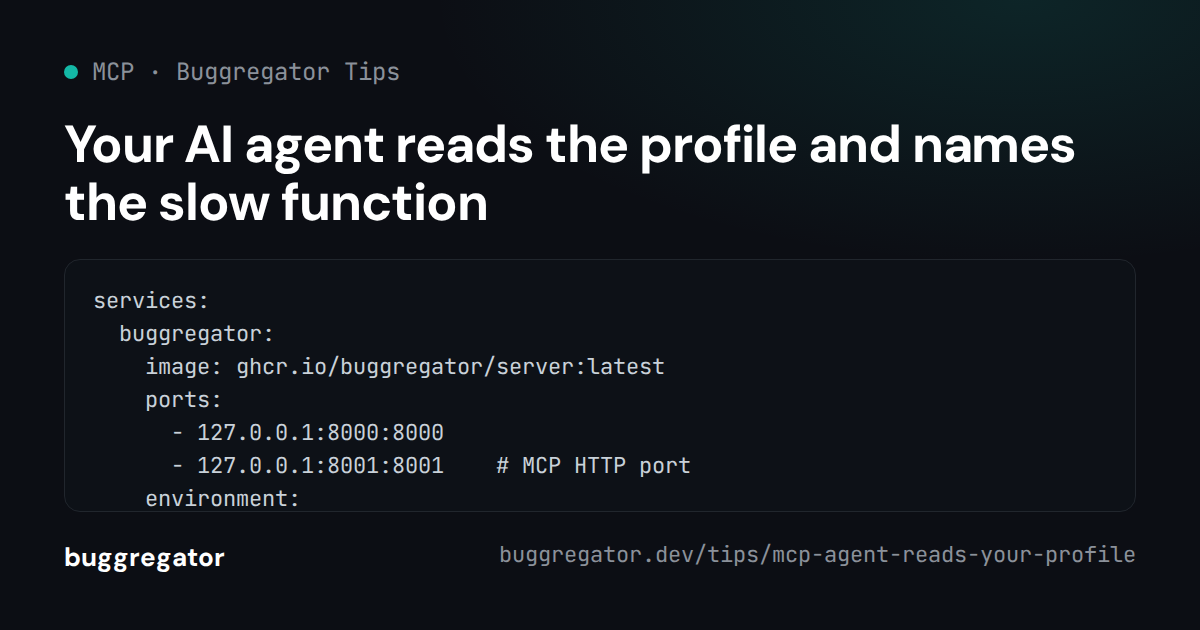 MCP · Buggregator Tips
Your AI agent reads the profile and names
the slow function
services:
  buggregator:
    image: ghcr.io/buggregator/server:latest
    ports:
      - 127.0.0.1:8000:8000
      - 127.0.0.1:8001:8001    # MCP HTTP port
    environment:
buggregator
buggregator.dev/tips/mcp-agent-reads-your-profile